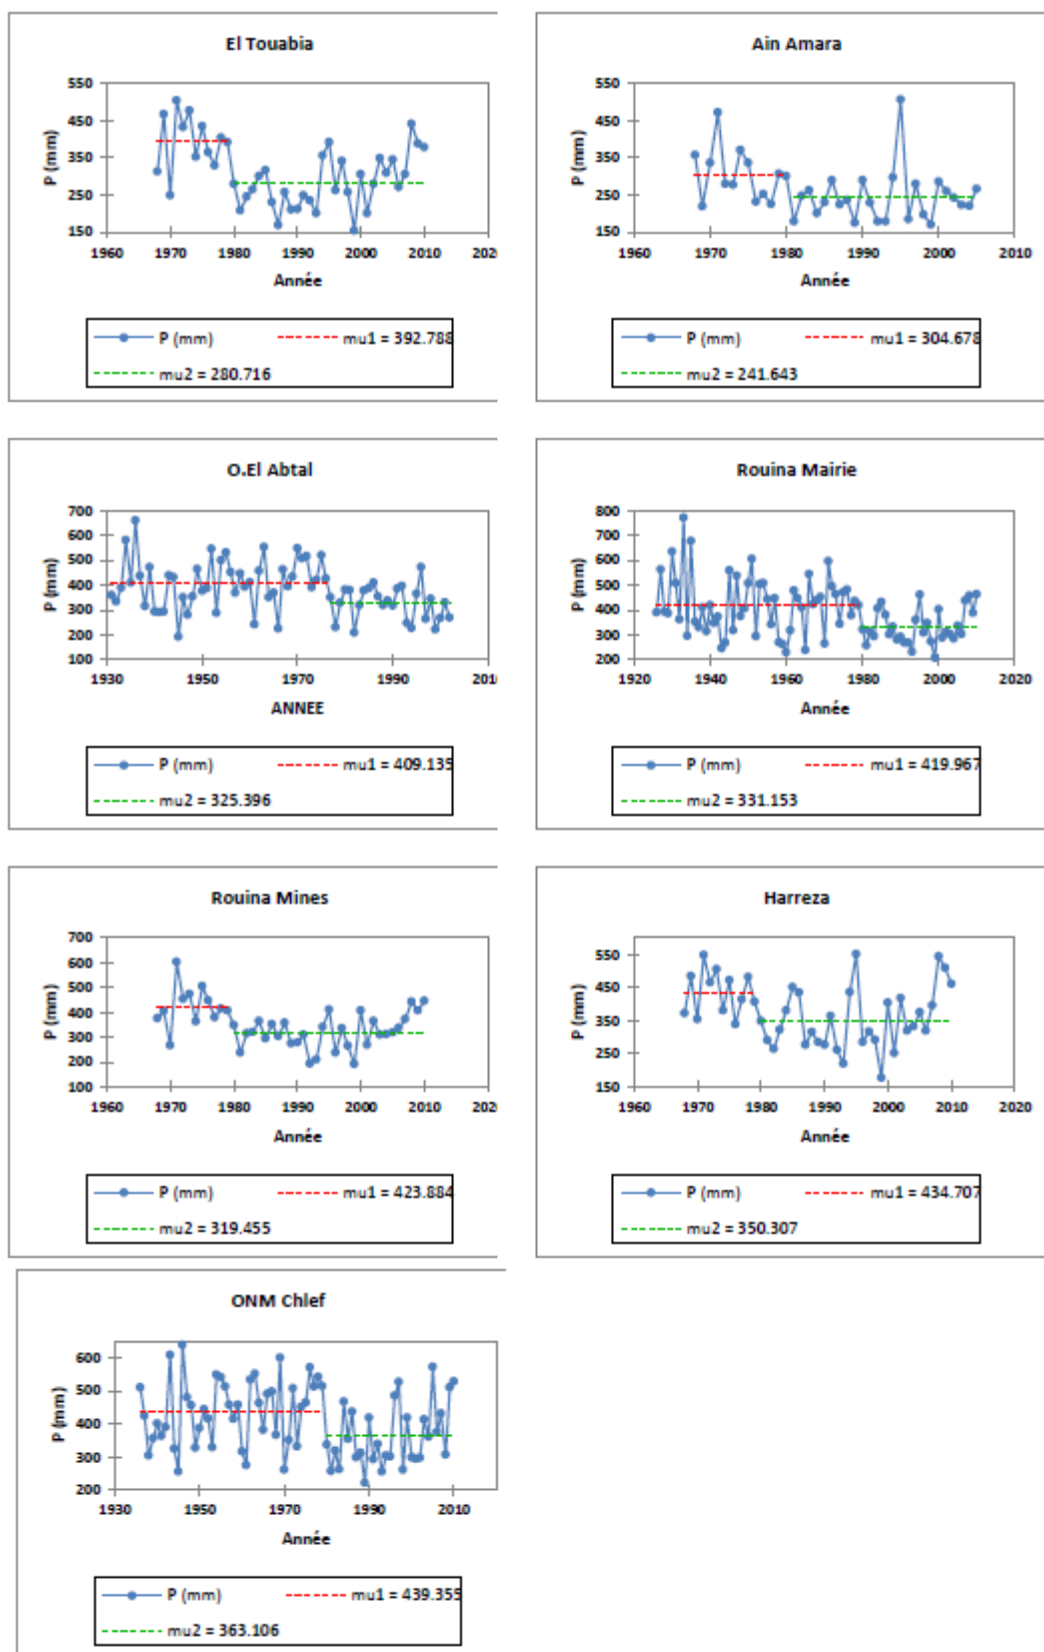 El Touabia
550
450
350
250
150
P (mm)
1960 1970 1980 1990 2000 2010 2020
Année
P (mm) mu1 = 392.788
mu2 = 280.716
Ain Amara
550
450
350
250
150
P (mm)
1960 1970 1980 1990 2000 2010
Année
P (mm) mu1 = 304.678
mu2 = 241.643
O.El Abtal
700
600
500
400
300
200
100
P (mm)
1930 1950 1970 1990 2010
ANNEE
P (mm) mu1 = 409.135
mu2 = 325.396
Rouina Mairie
800
700
600
500
400
300
200
P (mm)
1920 1940 1960 1980 2000 2020
Année
P (mm) mu1 = 419.967
mu2 = 331.153
Rouina Mines
700
600
500
400
300
200
100
P (mm)
1960 1970 1980 1990 2000 2010 2020
Année
P (mm) mu1 = 423.884
mu2 = 319.455
Harreza
550
450
350
250
150
P (mm)
1960 1970 1980 1990 2000 2010 2020
Année
P (mm) mu1 = 434.707
mu2 = 350.307
ONM Chlef
600
500
400
300
200
P (mm)
1930 1950 1970 1990 2010
Année
P (mm) mu1 = 439.355
mu2 = 363.106